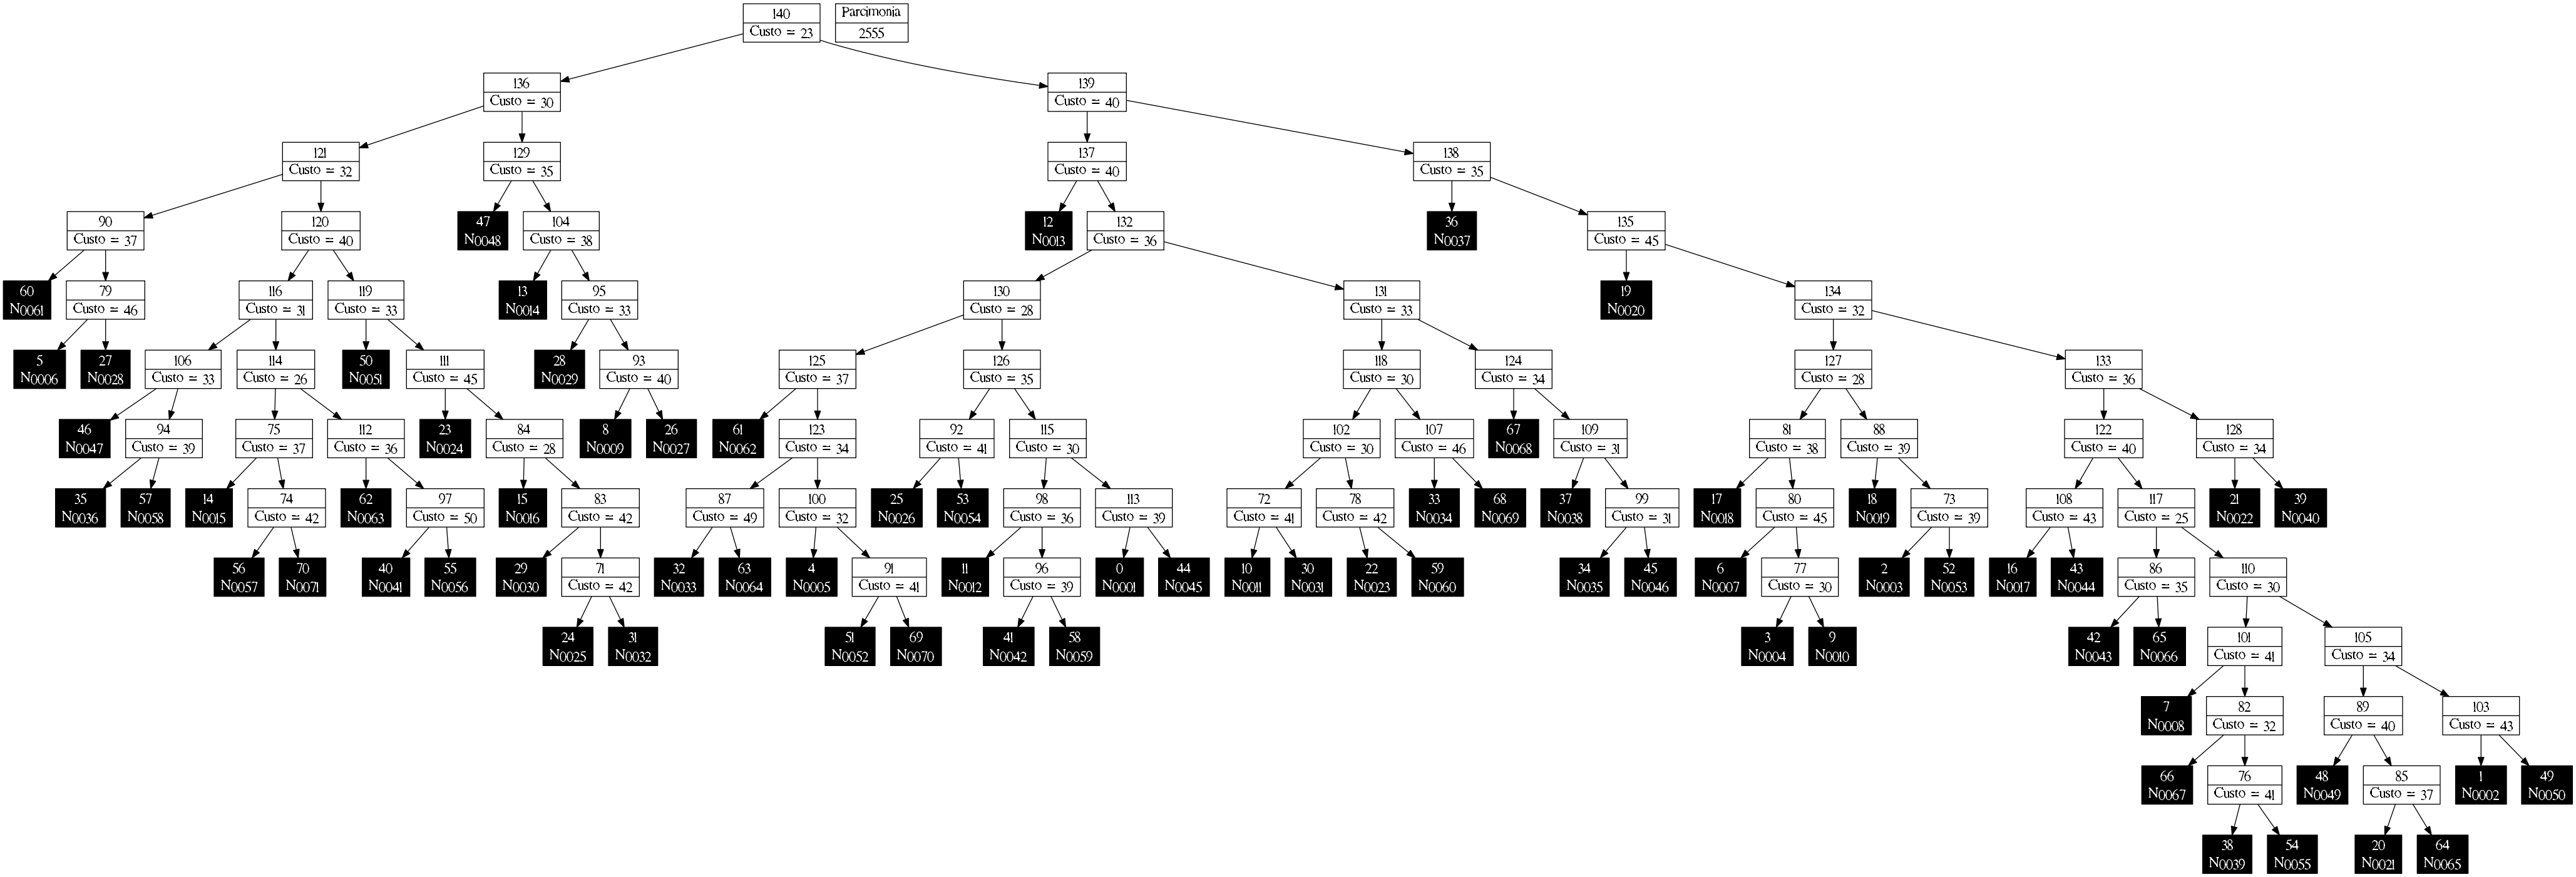 140
Custo = 23
Parcimonia
2555
136
Custo = 30
139
Custo = 40
121
Custo = 32
129
Custo = 35
137
Custo = 40
138
Custo = 35
90
Custo = 37
120
Custo = 40
47
N0048
104
Custo = 38
12
N0013
132
Custo = 36
36
N0037
135
Custo = 45
60
N0061
79
Custo = 46
116
Custo = 31
119
Custo = 33
13
N0014
95
Custo = 33
130
Custo = 28
131
Custo = 33
19
N0020
134
Custo = 32
5
N0006
27
N0028
106
Custo = 33
114
Custo = 26
50
N0051
111
Custo = 45
28
N0029
93
Custo = 40
125
Custo = 37
126
Custo = 35
118
Custo = 30
124
Custo = 34
127
Custo = 28
133
Custo = 36
46
N0047
94
Custo = 39
75
Custo = 37
112
Custo = 36
23
N0024
84
Custo = 28
8
N0009
26
N0027
61
N0062
123
Custo = 34
92
Custo = 41
115
Custo = 30
102
Custo = 30
107
Custo = 46
67
N0068
109
Custo = 31
81
Custo = 38
88
Custo = 39
122
Custo = 40
128
Custo = 34
35
N0036
57
N0058
14
N0015
74
Custo = 42
62
N0063
97
Custo = 50
15
N0016
83
Custo = 42
87
Custo = 49
100
Custo = 32
25
N0026
53
N0054
98
Custo = 36
113
Custo = 39
72
Custo = 41
78
Custo = 42
33
N0034
68
N0069
37
N0038
99
Custo = 31
17
N0018
80
Custo = 45
18
N0019
73
Custo = 39
108
Custo = 43
117
Custo = 25
21
N0022
39
N0040
56
N0057
70
N0071
40
N0041
55
N0056
29
N0030
71
Custo = 42
32
N0033
63
N0064
4
N0005
91
Custo = 41
11
N0012
96
Custo = 39
0
N0001
44
N0045
10
N0011
30
N0031
22
N0023
59
N0060
34
N0035
45
N0046
6
N0007
77
Custo = 30
2
N0003
52
N0053
16
N0017
43
N0044
86
Custo = 35
110
Custo = 30
24
N0025
31
N0032
51
N0052
69
N0070
41
N0042
58
N0059
3
N0004
9
N0010
42
N0043
65
N0066
101
Custo = 41
105
Custo = 34
7
N0008
82
Custo = 32
89
Custo = 40
103
Custo = 43
66
N0067
76
Custo = 41
48
N0049
85
Custo = 37
1
N0002
49
N0050
38
N0039
54
N0055
20
N0021
64
N0065